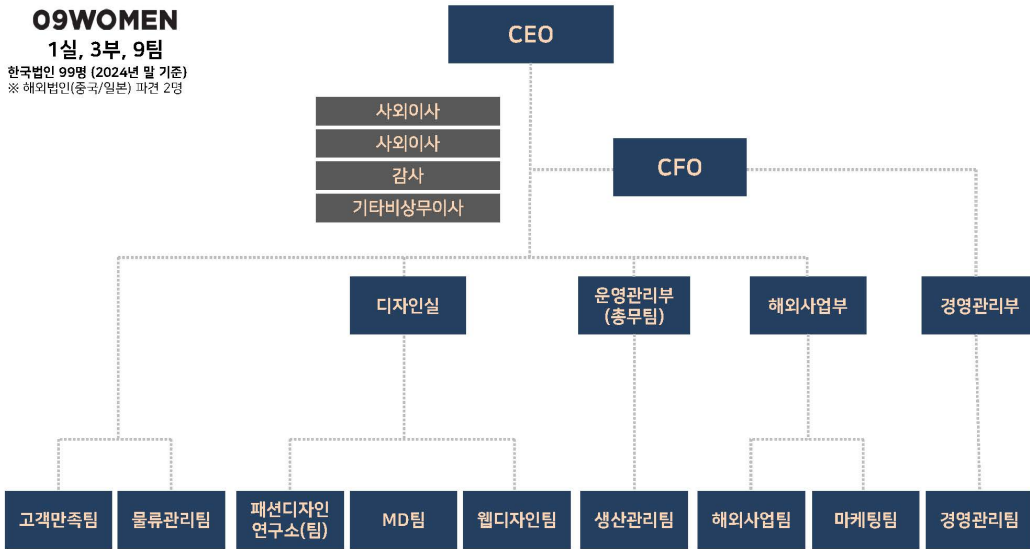 09WOMEN
1실, 3부, 9팀
한국법인 99명 (2024년 말 기준)
※ 해외법인(중국/일본) 파견 2명
CEO
사외이사
사외이사
감사
기타비상무이사
CFO
디자인실
운영관리부
(총무팀)
해외사업부
경영관리부
고객만족팀
물류관리팀
패션디자인
연구소(팀)
MD팀
웹디자인팀
생산관리팀
해외사업팀
마케팅팀
경영관리팀